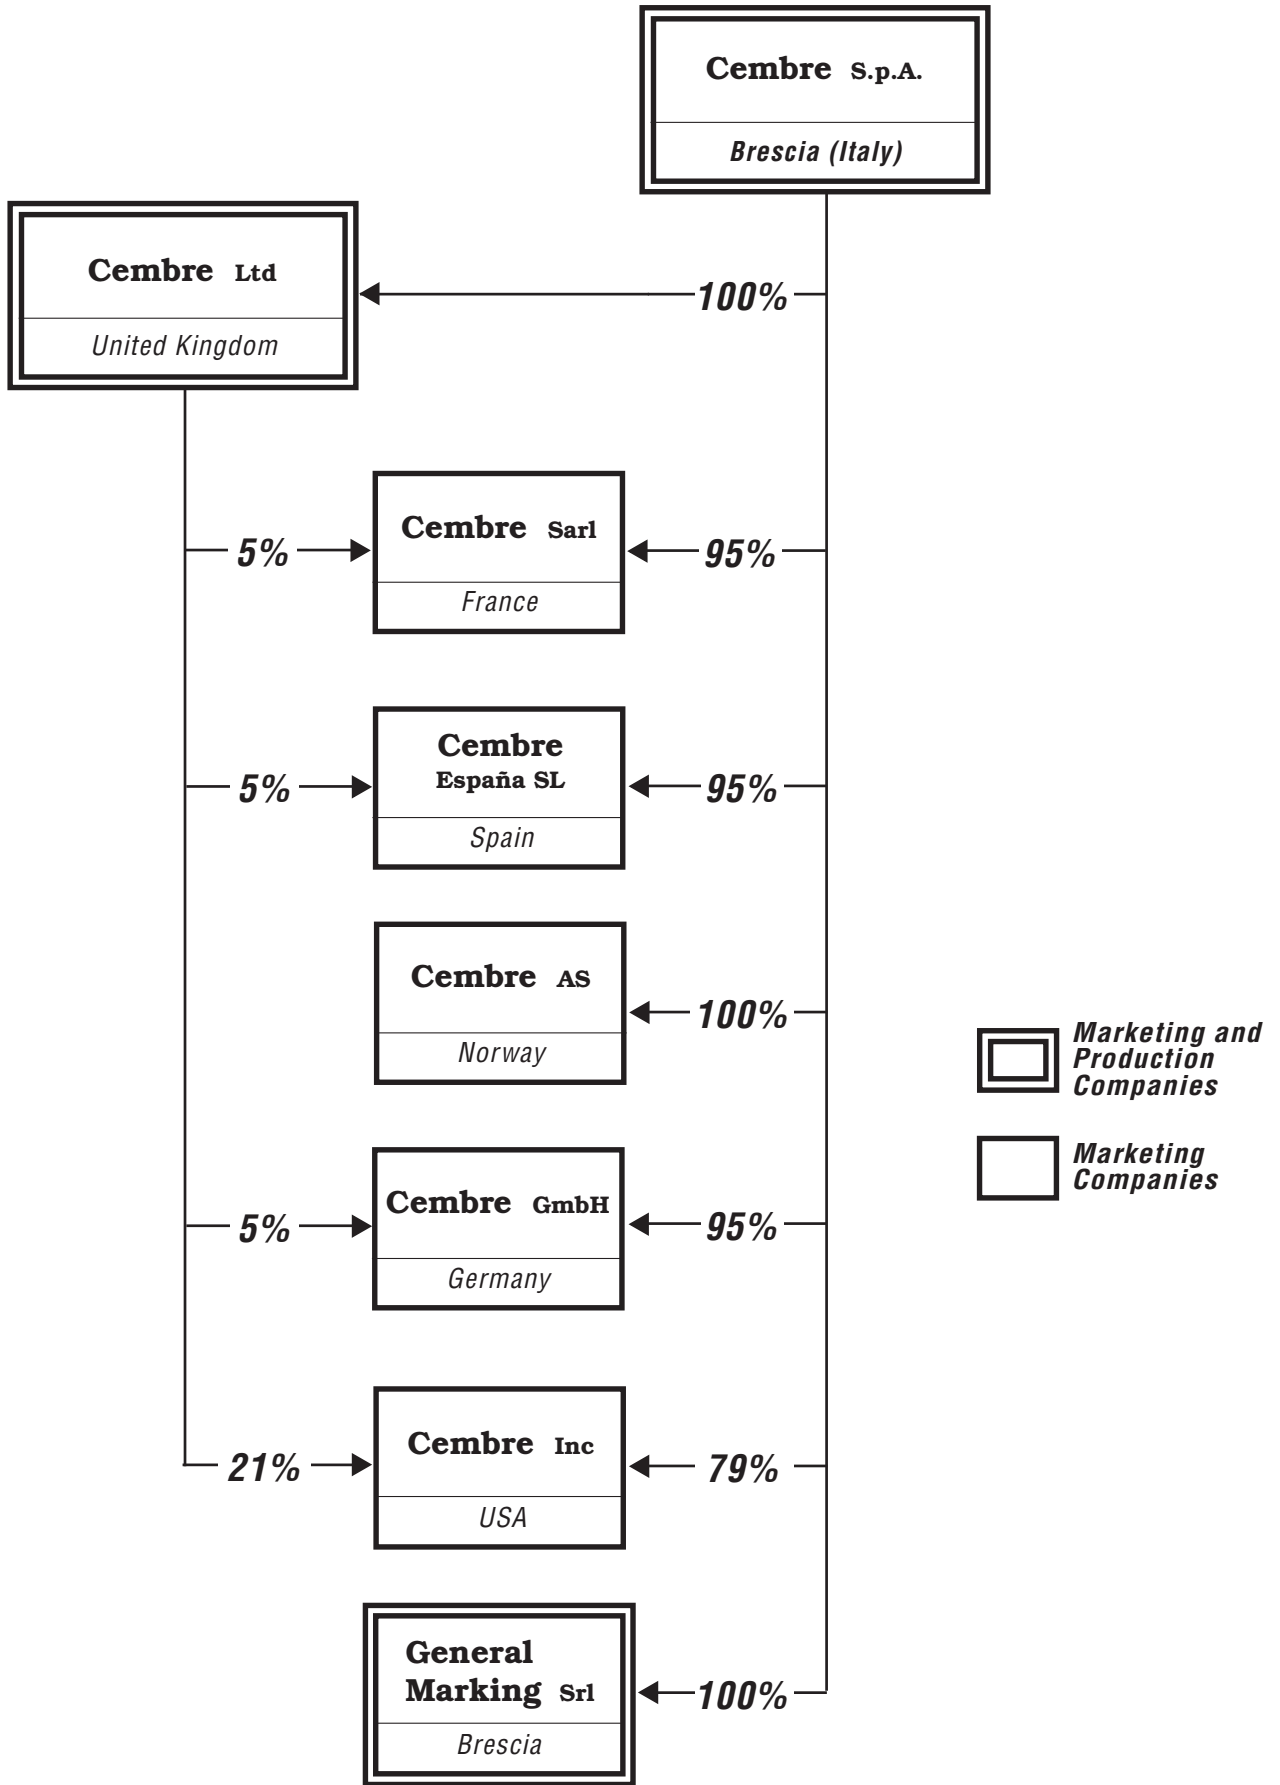 Cembre S.p.A.
Brescia (Italy)
Cembre Ltd
United Kingdom
100%
Cembre Sarl
France
5%
95%
Cembre
España SL
Spain
5%
95%
Cembre AS
Norway
100%
Marketing and
Production
Companies
Marketing
Companies
Cembre GmbH
Germany
5%
95%
Cembre Inc
USA
21%
79%
General
Marking Srl
Brescia
100%